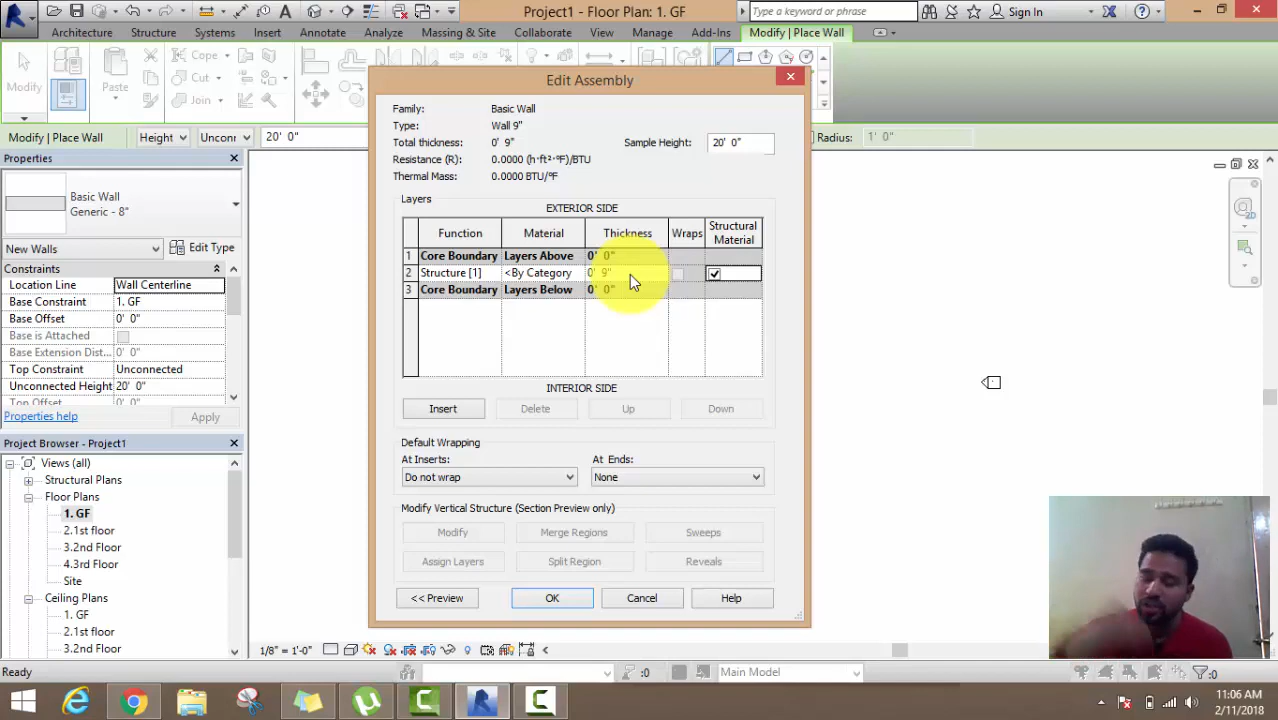 Project1 - Floor Plan: 1. GF
Type a keyword or phrase
Sign In
Architecture Structure Systems Insert Annotate Analyze Massing & Site Collaborate View Manage Add-Ins Modify | Place Wall
Modify
Paste
Cope
Cut
Join
Modify | Place Wall Height Uncon 20' 0" Radius: 1' 0"
Properties
Basic Wall
Generic - 8"
New Walls Edit Type
Constraints
Location Line Wall Centerline
Base Constraint 1. GF
Base Offset 0' 0"
Base is Attached
Base Extension Dist... 0' 0"
Top Constraint Unconnected
Unconnected Height 20' 0"
Top Offset 0' 0"
Properties help Apply
Project Browser - Project1
Views (all)
Structural Plans
Floor Plans
1. GF
2.1st floor
3.2nd Floor
4.3rd Floor
Site
Ceiling Plans
1. GF
2.1st floor
3.2nd Floor
Edit Assembly
Family: Basic Wall
Type: Wall 9"
Total thickness: 0' 9" Sample Height: 20' 0"
Resistance (R): 0.0000 (h·ft²·°F)/BTU
Thermal Mass: 0.0000 BTU/°F
Layers
EXTERIOR SIDE
Function Material Thickness Wraps Structural Material
1 Core Boundary Layers Above 0' 0"
2 Structure [1] <By Category 0' 9"
3 Core Boundary Layers Below 0' 0"
INTERIOR SIDE
Insert Delete Up Down
Default Wrapping
At Inserts: At Ends:
Do not wrap None
Modify Vertical Structure (Section Preview only)
Modify Merge Regions Sweeps
Assign Layers Split Region Reveals
<< Preview OK Cancel Help
2D
1/8" = 1'-0"
Ready :0 Main Model :0
11:06 AM
2/11/2018